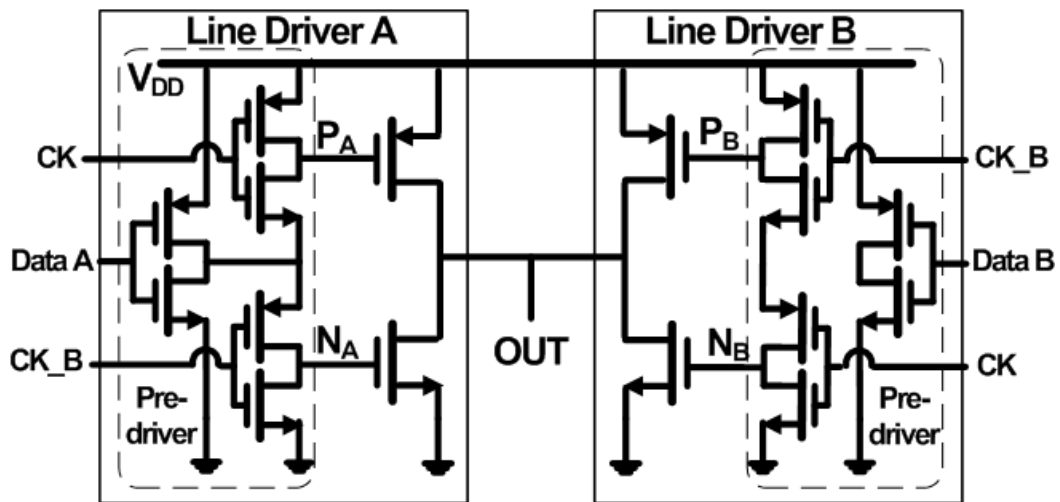 Line Driver A
Line Driver B
VDD
CK
PA
PB
CK_B
Data A
Data B
OUT
CK_B
NA
NB
CK
Pre-
driver
Pre-
driver